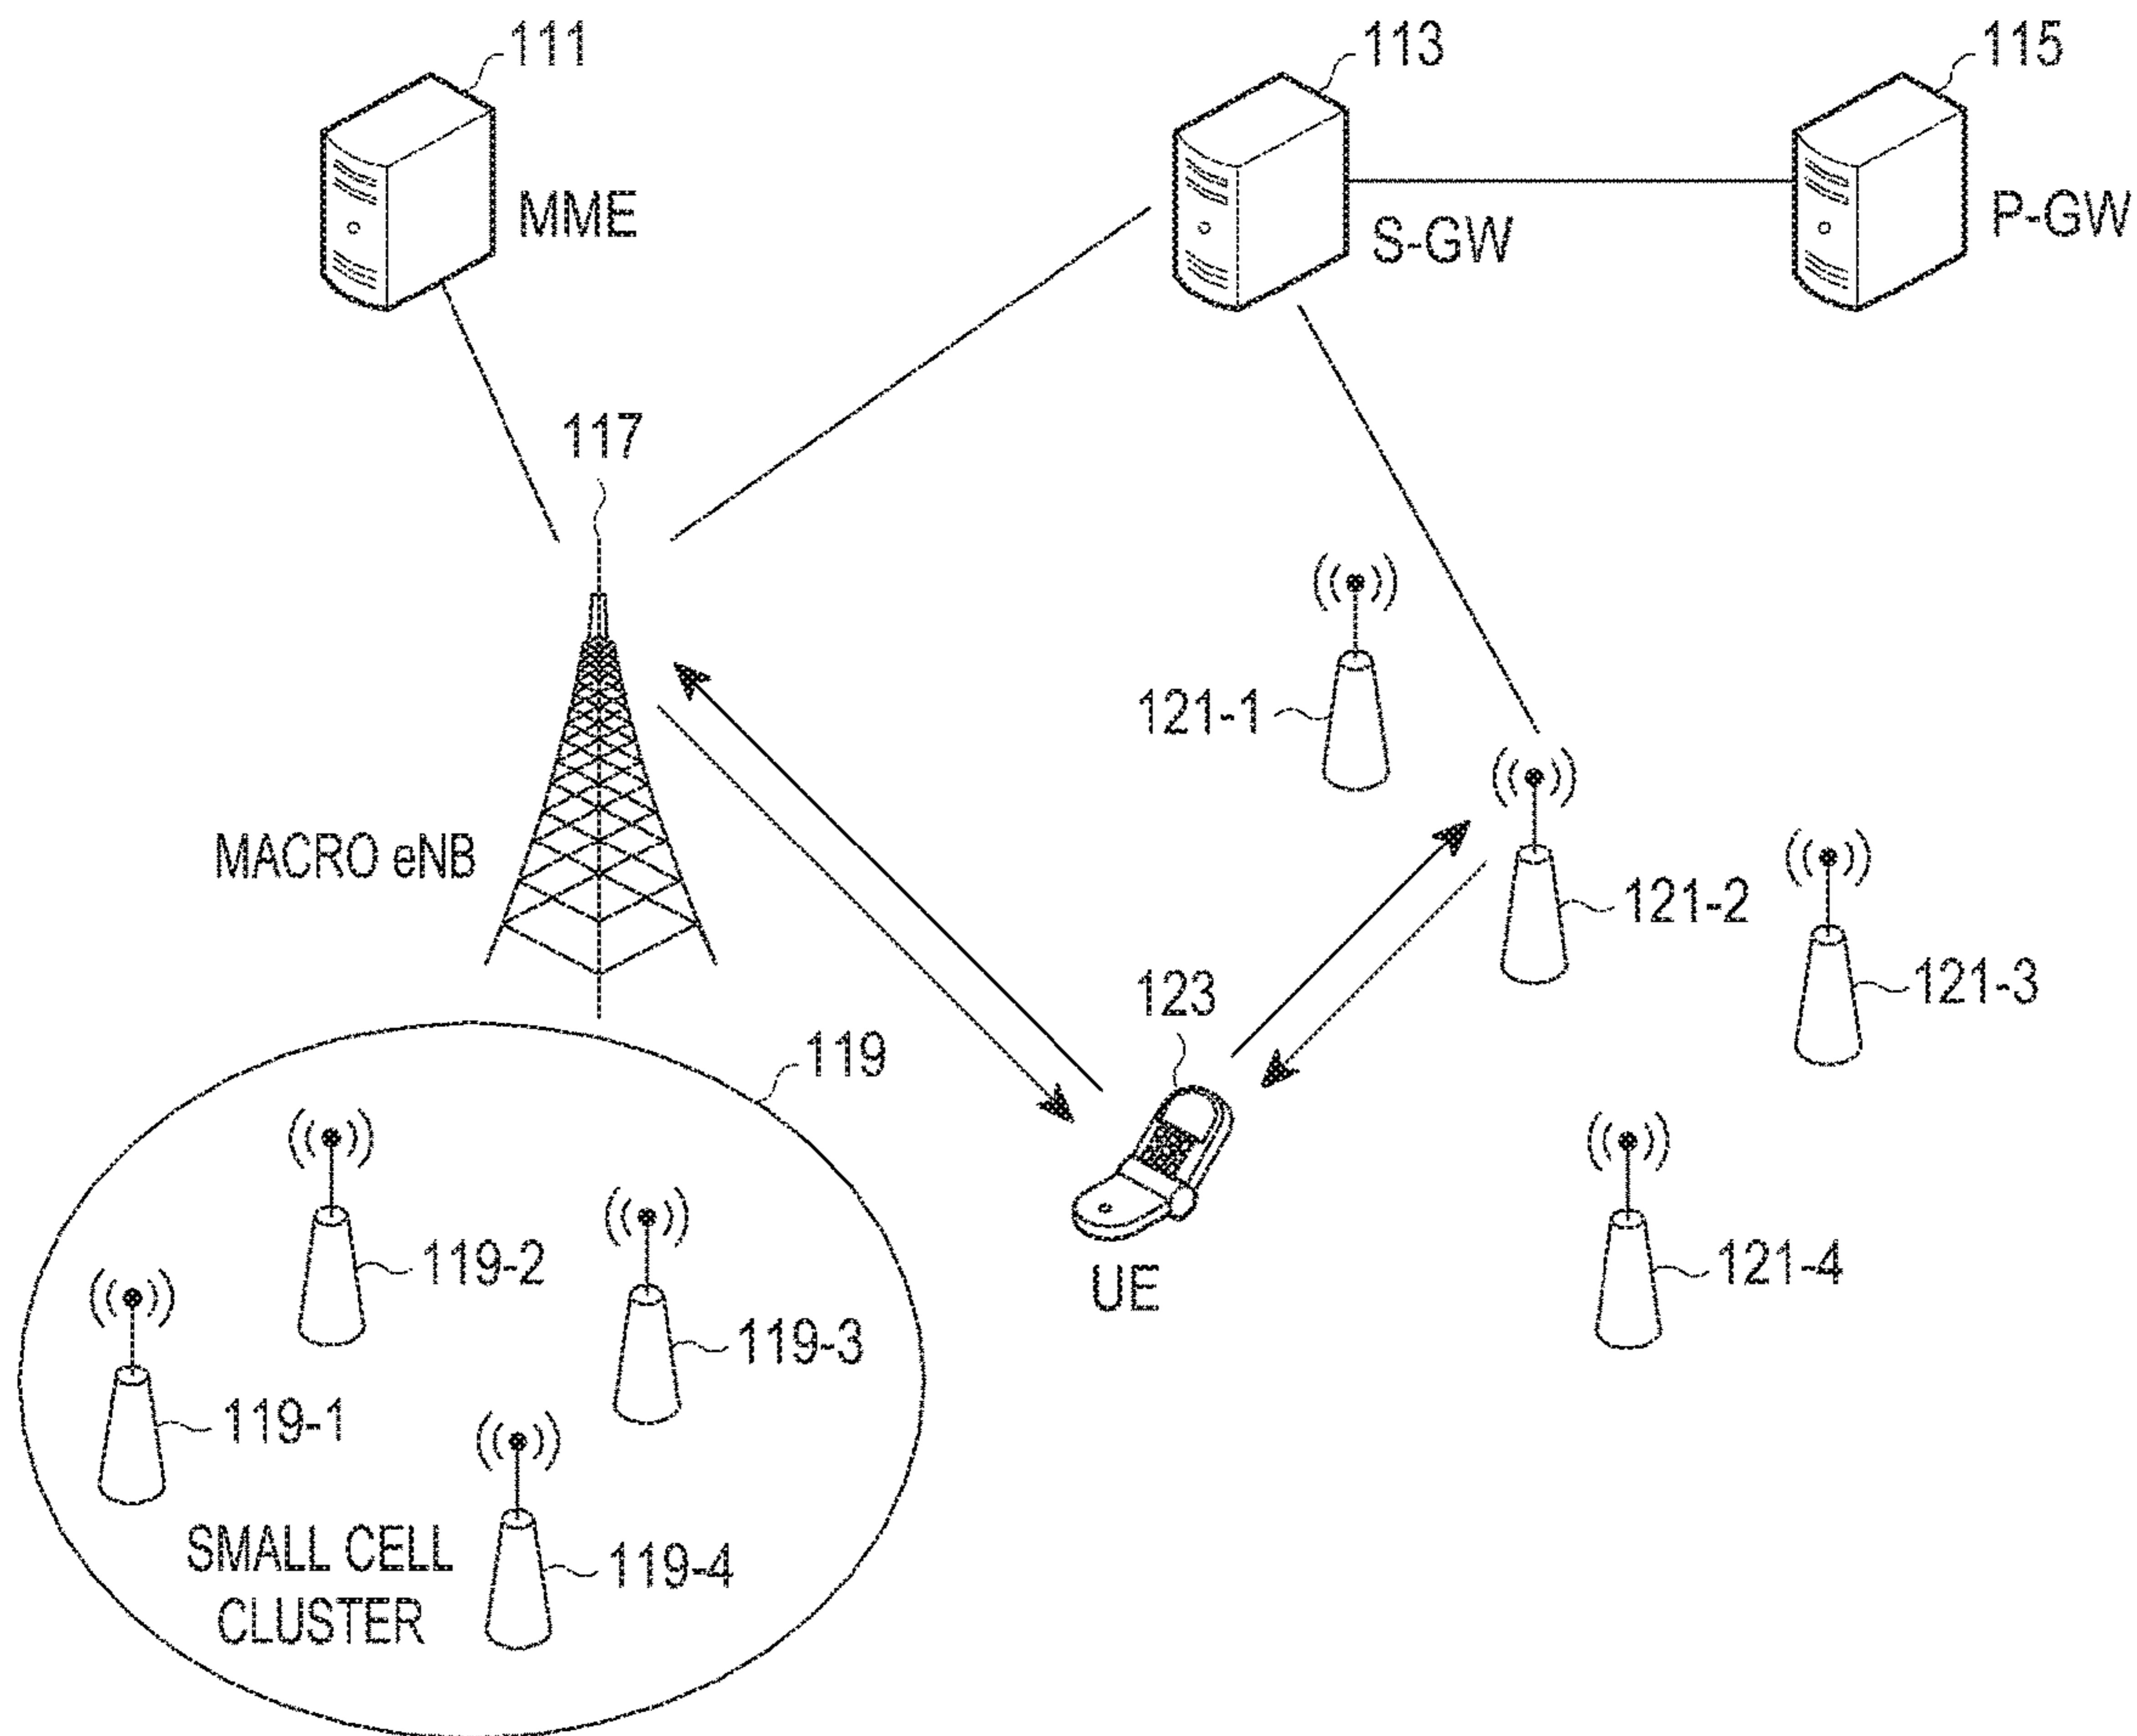 111
113
115
MME
S-GW
P-GW
117
121-1
MACRO eNB
121-2
121-3
123
119
119-2
121-4
UE
119-3
119-1
SMALL CELL
CLUSTER
119-4